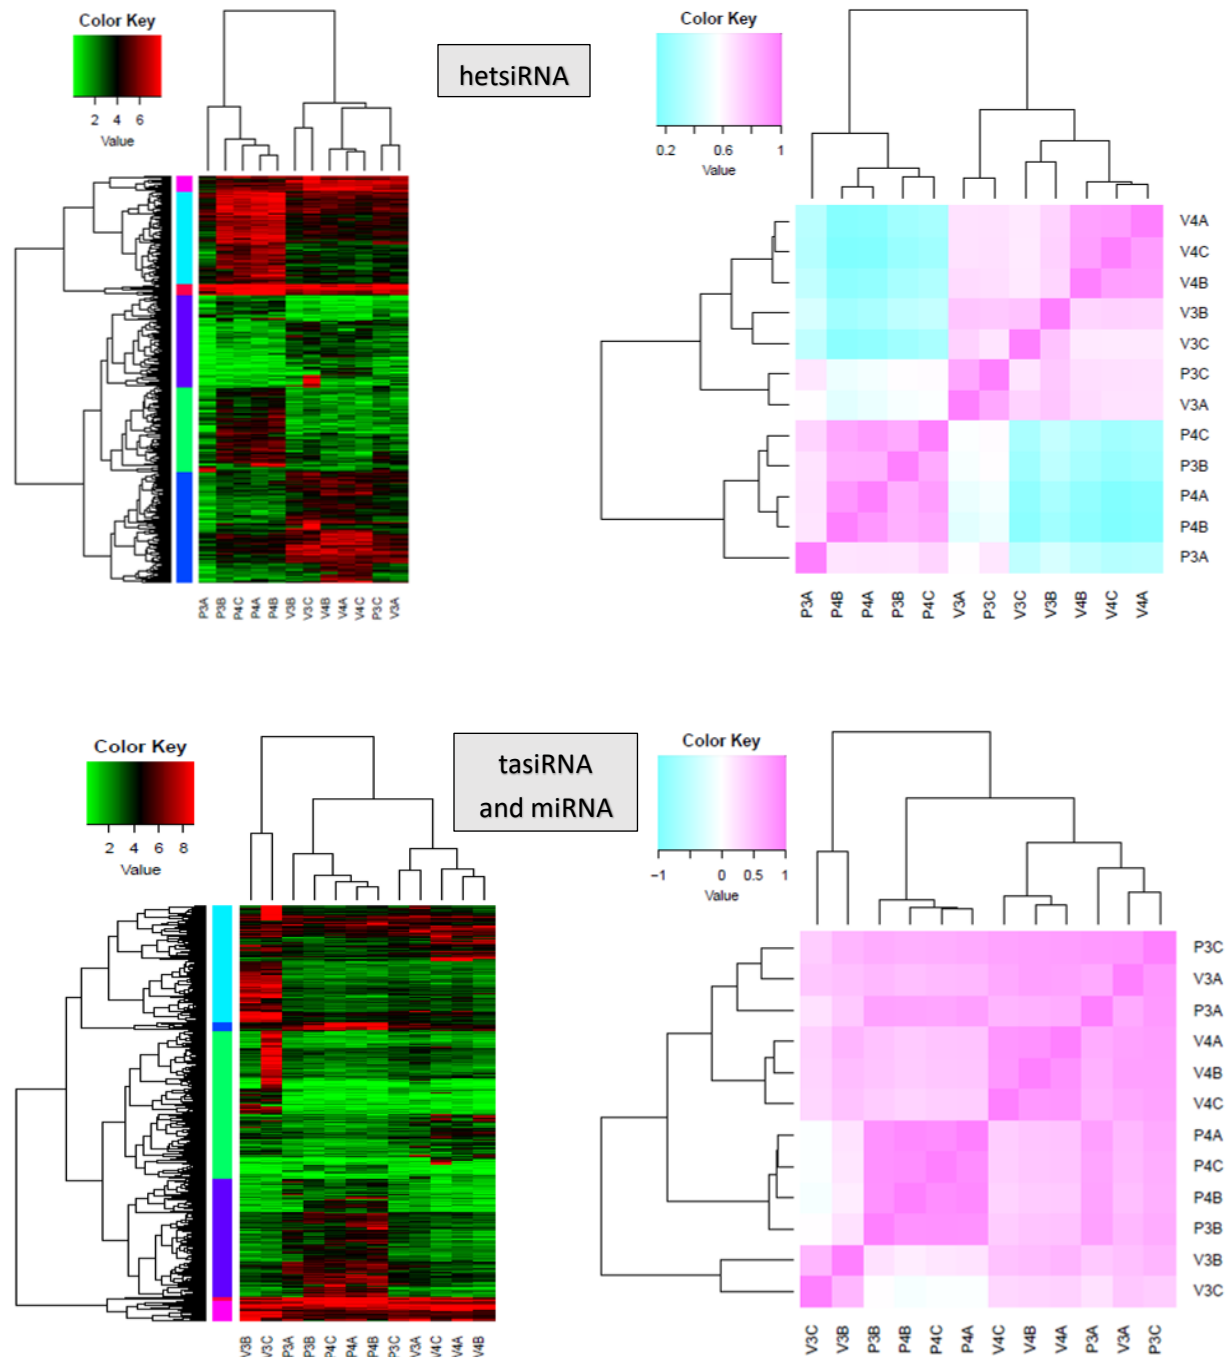 Color Key
2 4 6
Value
hetsiRNA
Color Key
0.2 0.6 1
Value
V4A
V4C
V4B
V3B
V3C
P3C
V3A
P4C
P3B
P4A
P4B
P3A
P3A P3B P4C P4A P4B V3B V3C V4B V4A V4C P3C V3A
P3A P4B P4A P3B P4C V3A P3C V3C V3B V4B V4C V4A
Color Key
2 4 6 8
Value
tasiRNA
and miRNA
Color Key
−1 0 0.5 1
Value
P3C
V3A
P3A
V4A
V4B
V4C
P4A
P4C
P4B
P3B
V3B
V3C
V3B V3C P3A P3B P4C P4A P4B P3C V3A V4C V4A V4B
V3C V3B P3B P4B P4C P4A V4C V4B V4A P3A V3A P3C